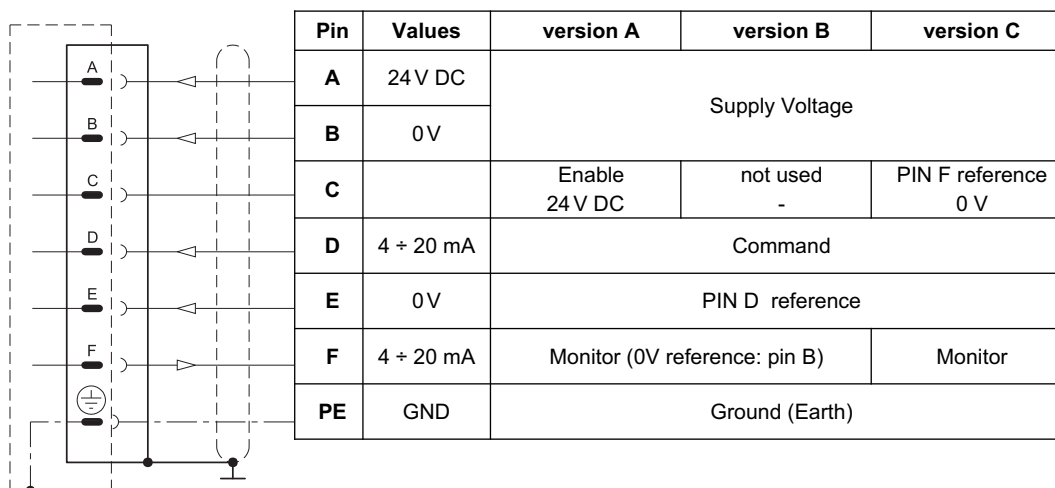 Pin Values version A version B version C
A 24 V DC Supply Voltage
B 0 V
C Enable 24 V DC not used - PIN F reference 0 V
D 4 ÷ 20 mA Command
E 0 V PIN D reference
F 4 ÷ 20 mA Monitor (0V reference: pin B) Monitor
PE GND Ground (Earth)
A
B
C
D
E
F